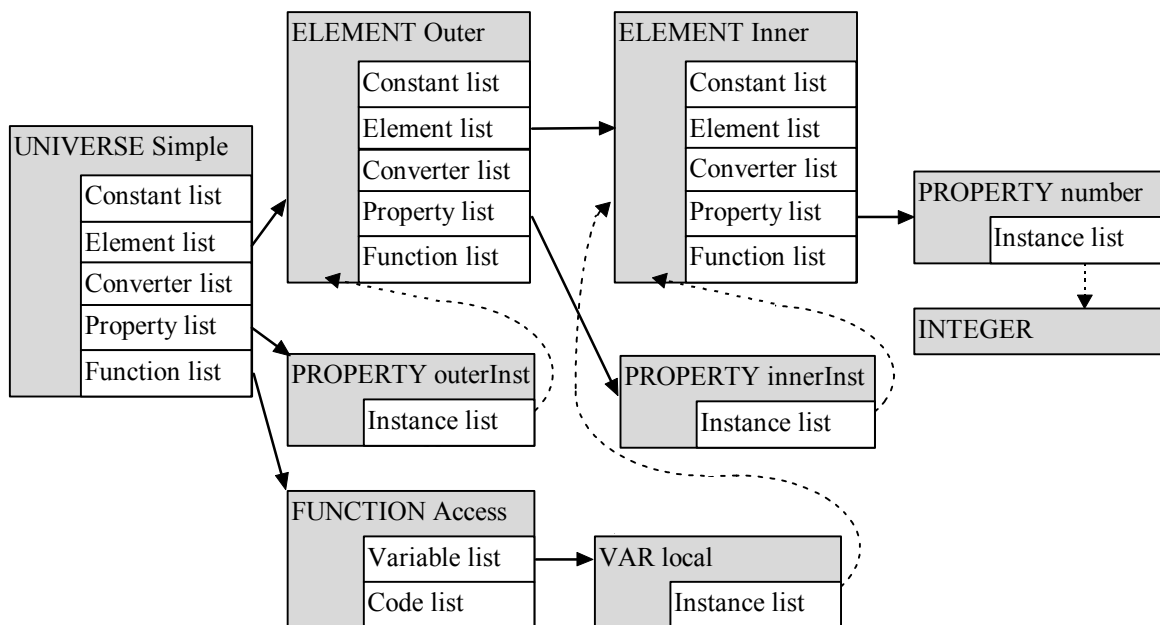 UNIVERSE Simple
Constant list
Element list
Converter list
Property list
Function list
ELEMENT Outer
Constant list
Element list
Converter list
Property list
Function list
PROPERTY outerInst
Instance list
FUNCTION Access
Variable list
Code list
ELEMENT Inner
Constant list
Element list
Converter list
Property list
Function list
PROPERTY innerInst
Instance list
VAR local
Instance list
PROPERTY number
Instance list
INTEGER